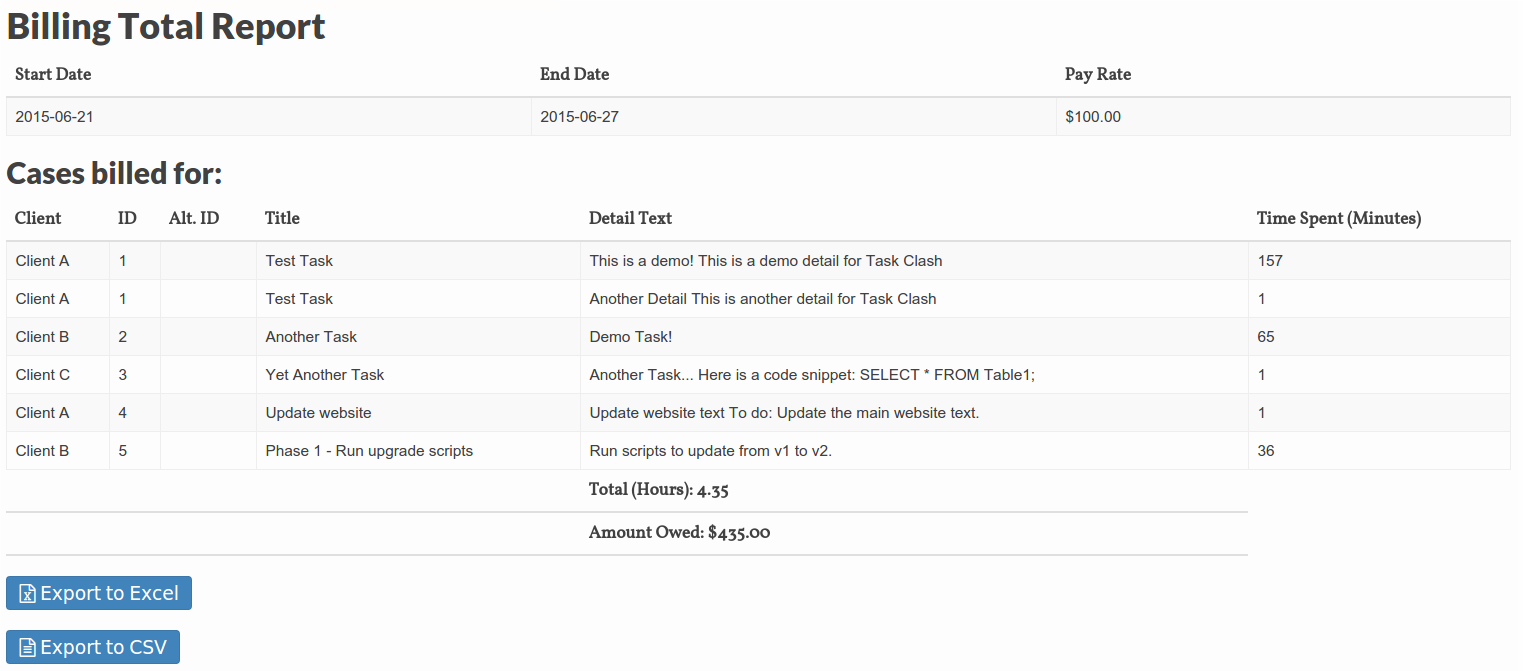 Billing Total Report
Start Date End Date Pay Rate
2015-06-21 2015-06-27 $100.00
Cases billed for:
Client ID Alt. ID Title Detail Text Time Spent (Minutes)
Client A 1 Test Task This is a demo! This is a demo detail for Task Clash 157
Client A 1 Test Task Another Detail This is another detail for Task Clash 1
Client B 2 Another Task Demo Task! 65
Client C 3 Yet Another Task Another Task... Here is a code snippet: SELECT * FROM Table1; 1
Client A 4 Update website Update website text To do: Update the main website text. 1
Client B 5 Phase 1 - Run upgrade scripts Run scripts to update from v1 to v2. 36
Total (Hours): 4.35
Amount Owed: $435.00
Export to Excel
Export to CSV